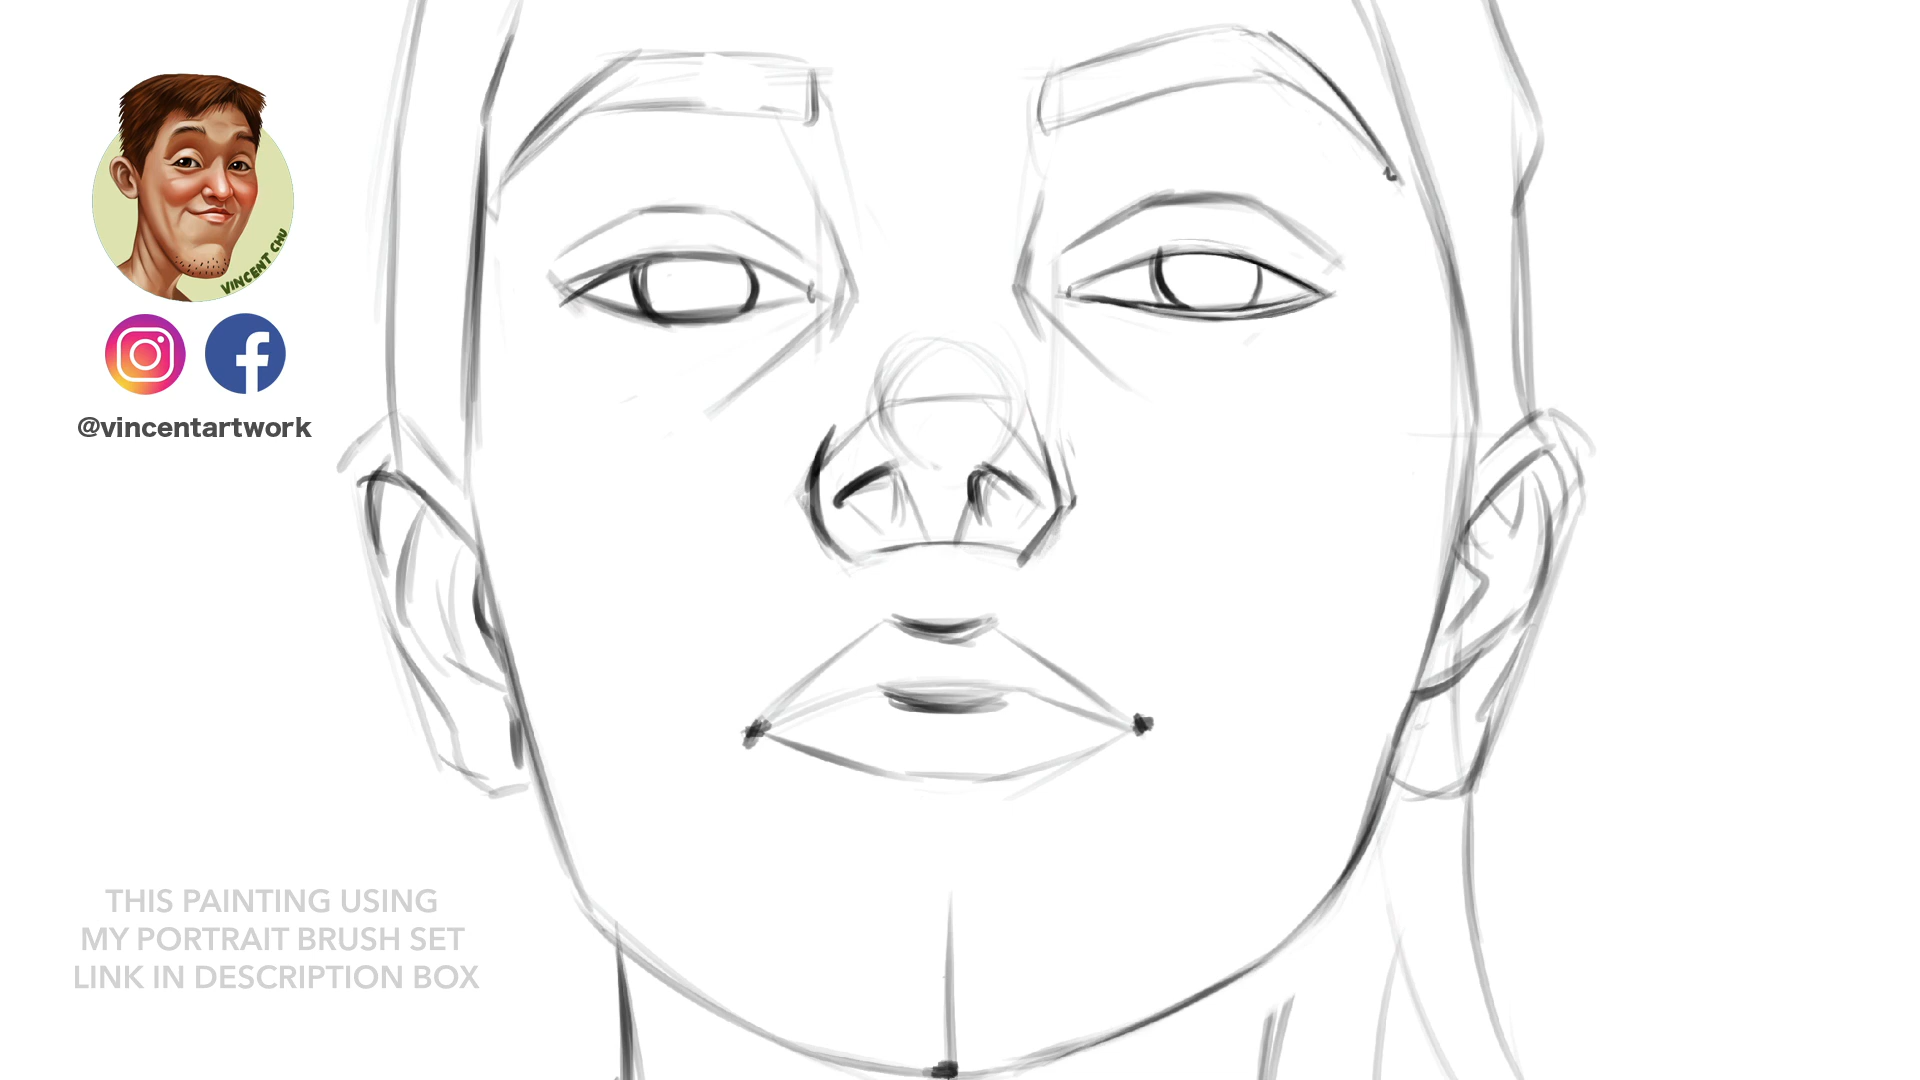 VINCENT CHU
@vincentartwork
THIS PAINTING USING
MY PORTRAIT BRUSH SET
LINK IN DESCRIPTION BOX